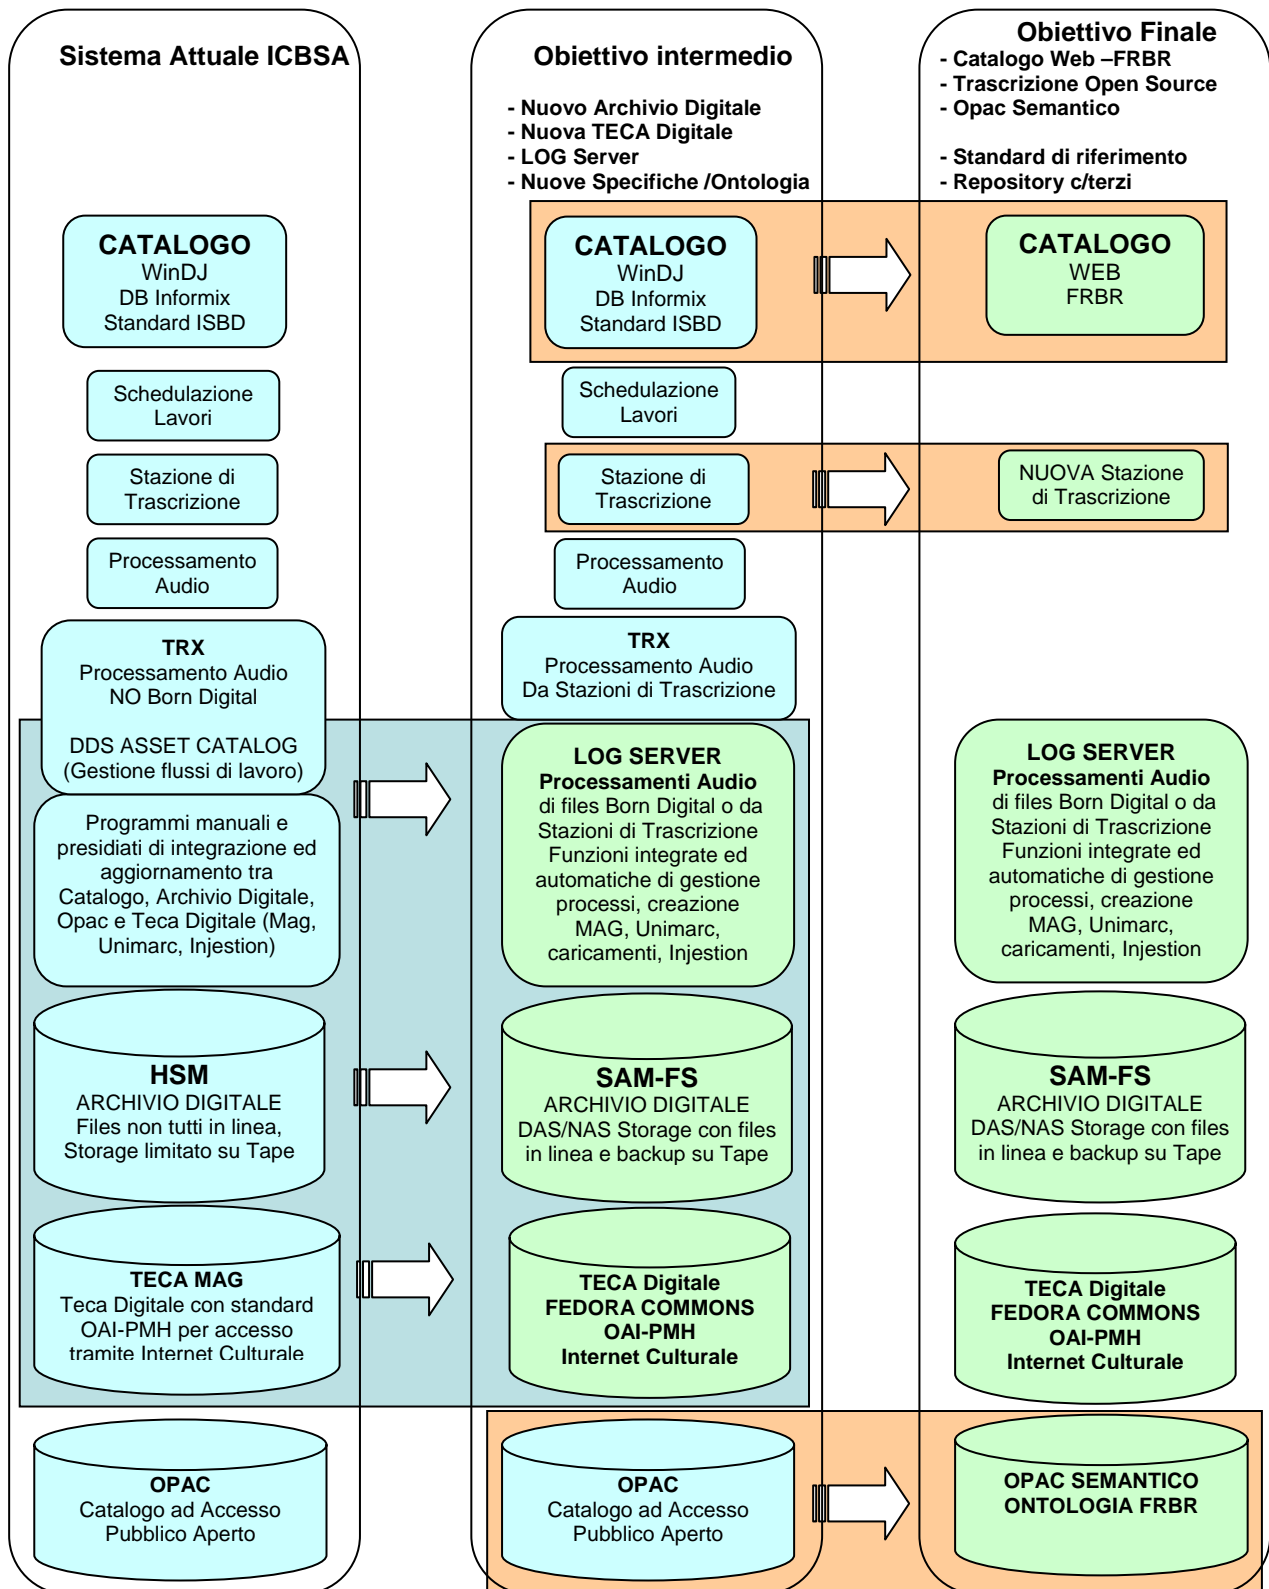 Sistema Attuale ICBSA
CATALOGO
WinDJ
DB Informix
Standard ISBD
Schedulazione
Lavori
Stazione di
Trascrizione
Processamento
Audio
TRX
Processamento Audio
NO Born Digital
DDS ASSET CATALOG
(Gestione flussi di lavoro)
Programmi manuali e
presidiati di integrazione ed
aggiornamento tra
Catalogo, Archivio Digitale,
Opac e Teca Digitale (Mag,
Unimarc, Injestion)
HSM
ARCHIVIO DIGITALE
Files non tutti in linea,
Storage limitato su Tape
TECA MAG
Teca Digitale con standard
OAI-PMH per accesso
tramite Internet Culturale
OPAC
Catalogo ad Accesso
Pubblico Aperto
Obiettivo intermedio
- Nuovo Archivio Digitale
- Nuova TECA Digitale
- LOG Server
- Nuove Specifiche /Ontologia
CATALOGO
WinDJ
DB Informix
Standard ISBD
Schedulazione
Lavori
Stazione di
Trascrizione
Processamento
Audio
TRX
Processamento Audio
Da Stazioni di Trascrizione
LOG SERVER
Processamenti Audio
di files Born Digital o da
Stazioni di Trascrizione
Funzioni integrate ed
automatiche di gestione
processi, creazione
MAG, Unimarc,
caricamenti, Injestion
SAM-FS
ARCHIVIO DIGITALE
DAS/NAS Storage con files
in linea e backup su Tape
TECA Digitale
FEDORA COMMONS
OAI-PMH
Internet Culturale
OPAC
Catalogo ad Accesso
Pubblico Aperto
Obiettivo Finale
- Catalogo Web –FRBR
- Trascrizione Open Source
- Opac Semantico
- Standard di riferimento
- Repository c/terzi
CATALOGO
WEB
FRBR
NUOVA Stazione
di Trascrizione
LOG SERVER
Processamenti Audio
di files Born Digital o da
Stazioni di Trascrizione
Funzioni integrate ed
automatiche di gestione
processi, creazione
MAG, Unimarc,
caricamenti, Injestion
SAM-FS
ARCHIVIO DIGITALE
DAS/NAS Storage con files
in linea e backup su Tape
TECA Digitale
FEDORA COMMONS
OAI-PMH
Internet Culturale
OPAC SEMANTICO
ONTOLOGIA FRBR